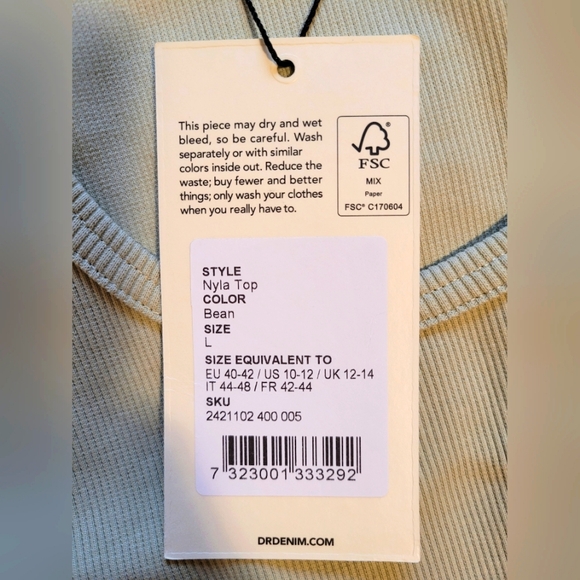 This piece may dry and wet
bleed, so be careful. Wash
separately or with similar
colors inside out. Reduce the
waste; buy fewer and better
things; only wash your clothes
when you really have to.
®
FSC
MIX
Paper
FSC® C170604
STYLE
Nyla Top
COLOR
Bean
SIZE
L
SIZE EQUIVALENT TO
EU 40-42 / US 10-12 / UK 12-14
IT 44-48 / FR 42-44
SKU
2421102 400 005
7 323001 333292
DRDENIM.COM